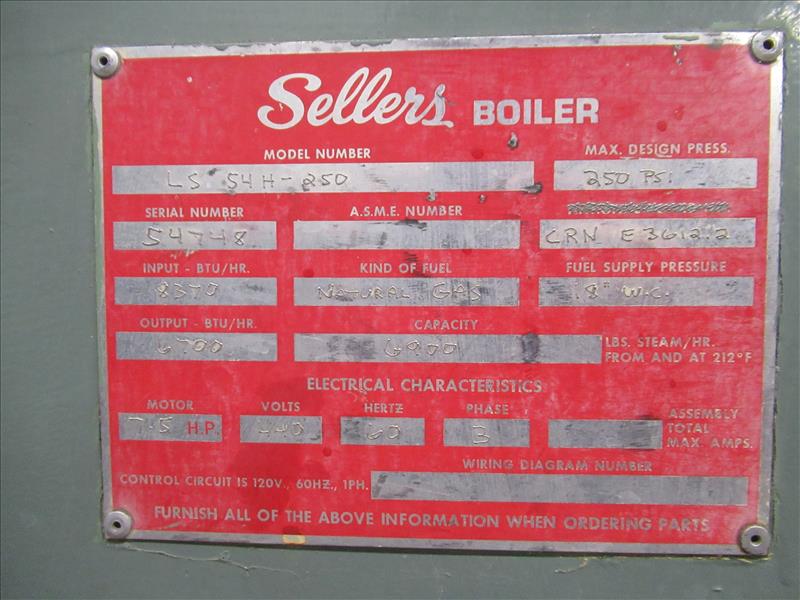 Sellers BOILER
MODEL NUMBER MAX. DESIGN PRESS.
LS 54H-250 250 PSI
SERIAL NUMBER A.S.M.E. NUMBER
54748 CRN E3612.2
INPUT - BTU/HR. KIND OF FUEL FUEL SUPPLY PRESSURE
8370 NATURAL GAS 8" W.C.
OUTPUT - BTU/HR. CAPACITY
6700 6900 LBS. STEAM/HR.
FROM AND AT 212°F
ELECTRICAL CHARACTERISTICS
MOTOR VOLTS HERTZ PHASE ASSEMBLY
7.5 H.P. 440 60 3 TOTAL
MAX. AMPS.
WIRING DIAGRAM NUMBER
CONTROL CIRCUIT IS 120V., 60HZ., 1PH.
FURNISH ALL OF THE ABOVE INFORMATION WHEN ORDERING PARTS